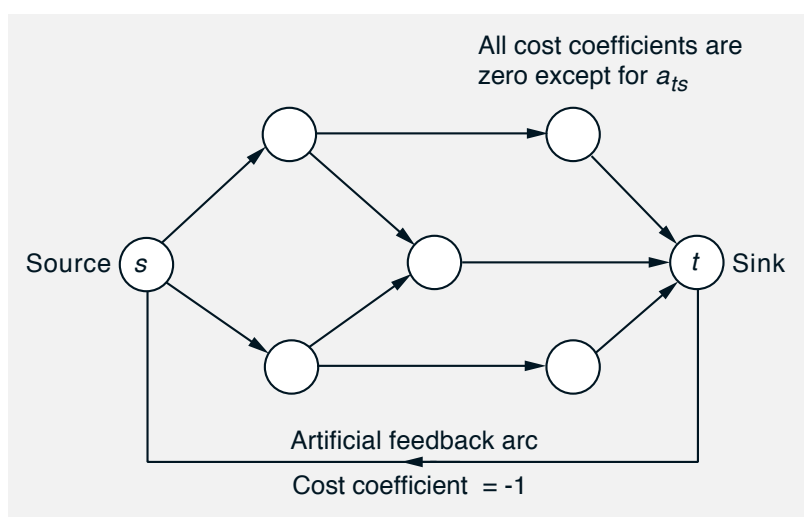 All cost coefficients are
zero except for a_ts
Source
s
t
Sink
Artificial feedback arc
Cost coefficient = -1